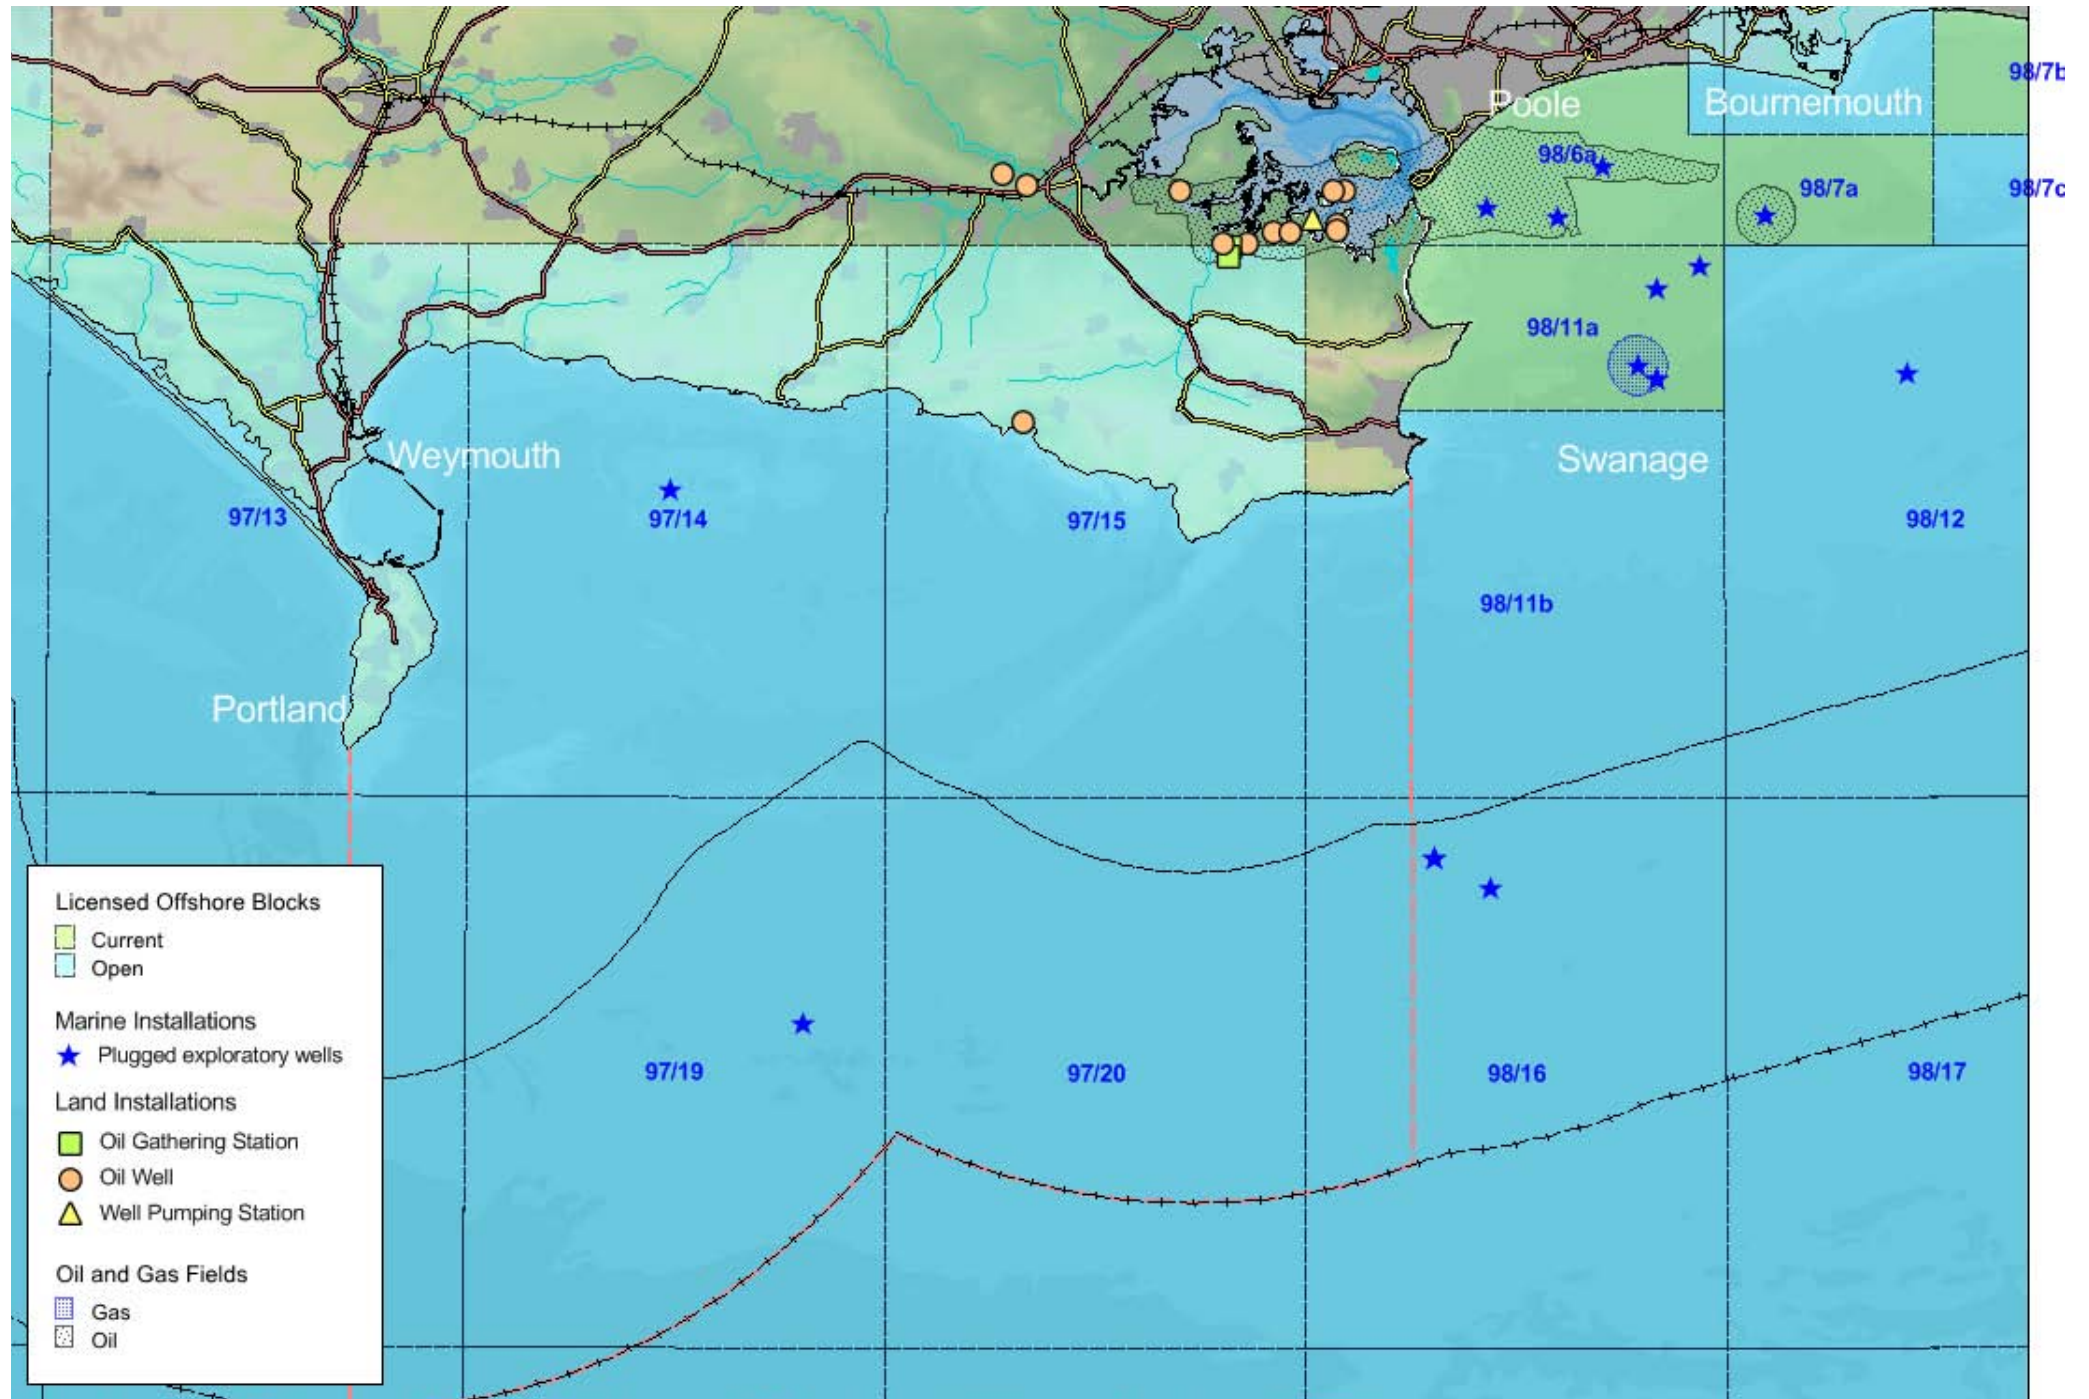 98/7b
Poole
Bournemouth
98/6a
98/7a
98/7c
98/11a
Weymouth
Swanage
97/13
97/14
97/15
98/12
98/11b
Portland
Licensed Offshore Blocks
Current
Open
Marine Installations
Plugged exploratory wells
97/19
97/20
98/16
98/17
Land Installations
Oil Gathering Station
Oil Well
Well Pumping Station
Oil and Gas Fields
Gas
Oil